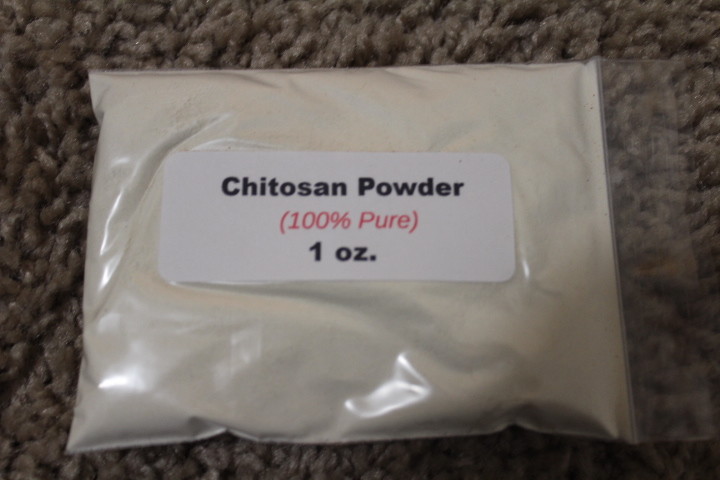 Chitosan Powder
(100% Pure)
1 oz.